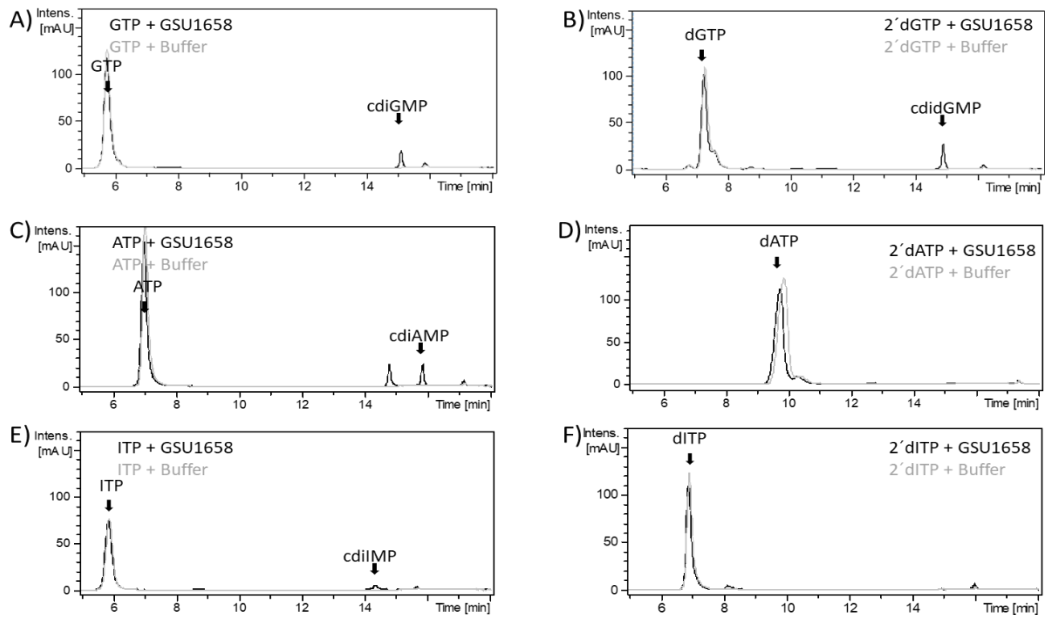 A)
Intens.
[mAU]
GTP + GSU1658
GTP + Buffer
GTP
cdiGMP
100
50
0
6 8 10 12 14 Time [min]
B)
Intens.
[mAU]
2´dGTP + GSU1658
2´dGTP + Buffer
dGTP
cdidGMP
100
50
0
6 8 10 12 14 Time [min]
C)
Intens.
[mAU]
ATP + GSU1658
ATP + Buffer
ATP
cdiAMP
100
50
0
6 8 10 12 14 Time [min]
D)
Intens.
[mAU]
2´dATP + GSU1658
2´dATP + Buffer
dATP
100
50
0
6 8 10 12 14 Time [min]
E)
Intens.
[mAU]
ITP + GSU1658
ITP + Buffer
ITP
cdiIMP
100
50
0
6 8 10 12 14 Time [min]
F)
Intens.
[mAU]
2´dITP + GSU1658
2´dITP + Buffer
dITP
100
50
0
6 8 10 12 14 Time [min]